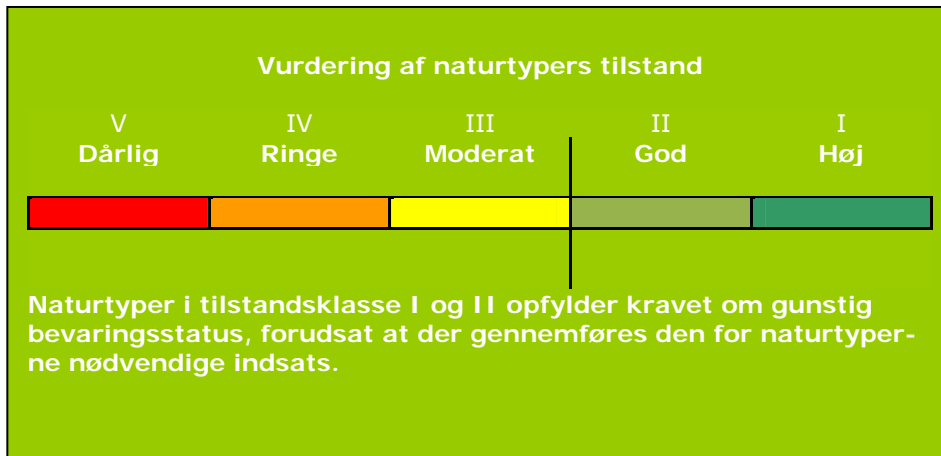 Vurdering af naturtypers tilstand
V IV III II I
Dårlig Ringe Moderat God Høj
Naturtyper i tilstandsklasse I og II opfylder kravet om gunstig
bevaringsstatus, forudsat at der gennemføres den for naturtyper-
ne nødvendige indsats.